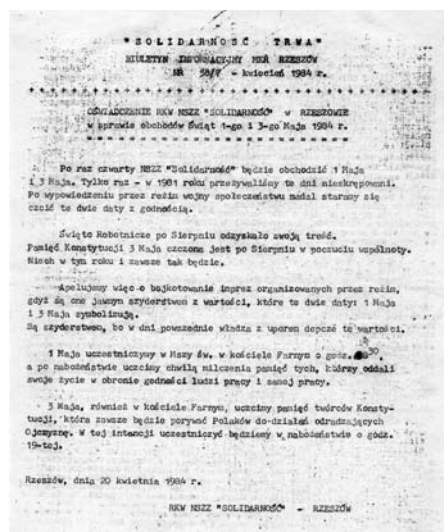 "SOLIDARNOŚĆ TRWA"
BIULETYN INFORMACYJNY MKR RZESZÓW
NR 58/V - kwiecień 1984 r.
OŚWIADCZENIE RKW NSZZ "SOLIDARNOŚĆ" w RZESZOWIE
w sprawie obchodów Świąt 1-go i 3-go Maja 1984 r.
Po raz czwarty NSZZ "Solidarność" będzie obchodzić 1 Maja
i 3 Maja. Tylko raz - w 1981 roku przeżywaliśmy te dni nieskrępowani.
Po wypowiedzeniu przez reżim wojny społeczeństwu nadal staramy się
czcić te dwie daty z godnością.
Święto Robotnicze po Sierpniu odzyskało swoją treść.
Pamięć Konstytucji 3 Maja czczona jest po Sierpniu w poczuciu wspólnoty.
Niech w tym roku i zawsze tak będzie.
Apelujemy więc o bojkotowanie imprez organizowanych przez reżim,
gdyż są one jawnym szyderstwem z wartości, które te dwie daty: 1 Maja
i 3 Maja symbolizują.
Są szyderstwem, bo w dni powszednie władza z uporem depcze te wartości.
1 Maja uczestniczymy w Mszy św. w kościele Farnym o godz. 30,
a po nabożeństwie uczcimy chwilą milczenia pamięć tych, którzy oddali
swoje życie w obronie godności ludzi pracy i samej pracy.
3 Maja, również w kościele Farnym, uczcimy pamięć twórców Konsty-
tucji, która zawsze będzie porywać Polaków do działań odradzających
Ojczyznę. W tej intencji uczestniczyć będziemy w nabożeństwie o godz.
19-tej.
Rzeszów, dnia 20 kwietnia 1984 r.
RKW NSZZ "SOLIDARNOŚĆ" - RZESZÓW